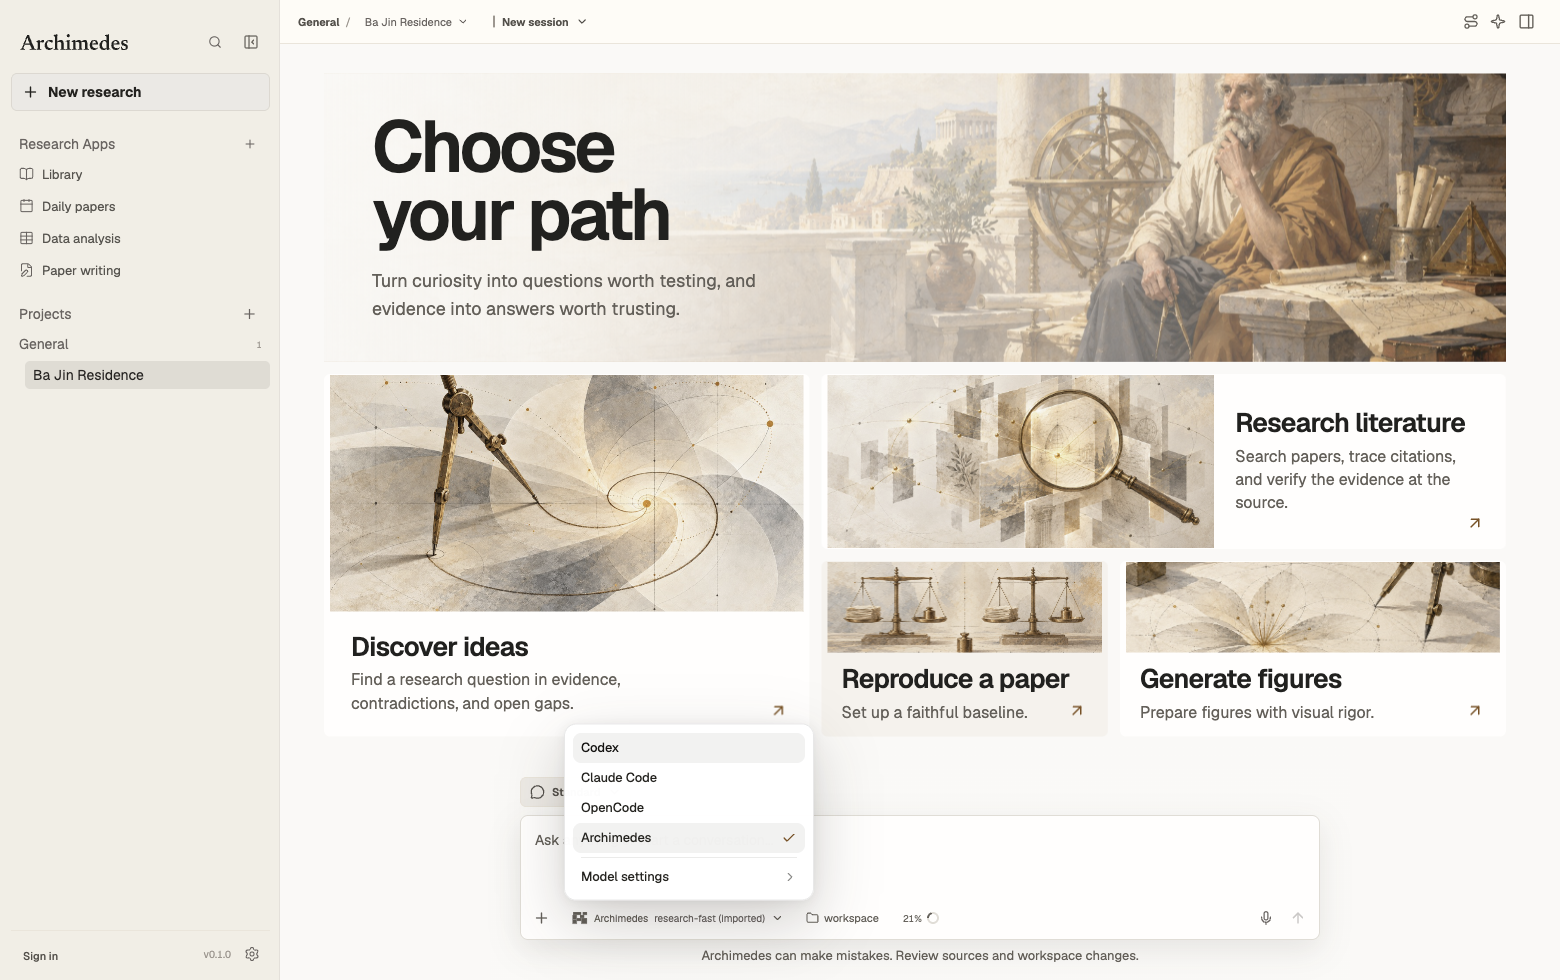 Archimedes
New research
Research Apps
Library
Daily papers
Data analysis
Paper writing
Projects
General 1
Ba Jin Residence
Sign in
v0.1.0
General / Ba Jin Residence
New session
Choose
your path
Turn curiosity into questions worth testing, and
evidence into answers worth trusting.
Discover ideas
Find a research question in evidence,
contradictions, and open gaps.
Research literature
Search papers, trace citations,
and verify the evidence at the
source.
Reproduce a paper
Set up a faithful baseline.
Generate figures
Prepare figures with visual rigor.
Codex
Claude Code
OpenCode
Archimedes
Model settings
Ask
Archimedes research-fast (Imported)
workspace
21%
Archimedes can make mistakes. Review sources and workspace changes.